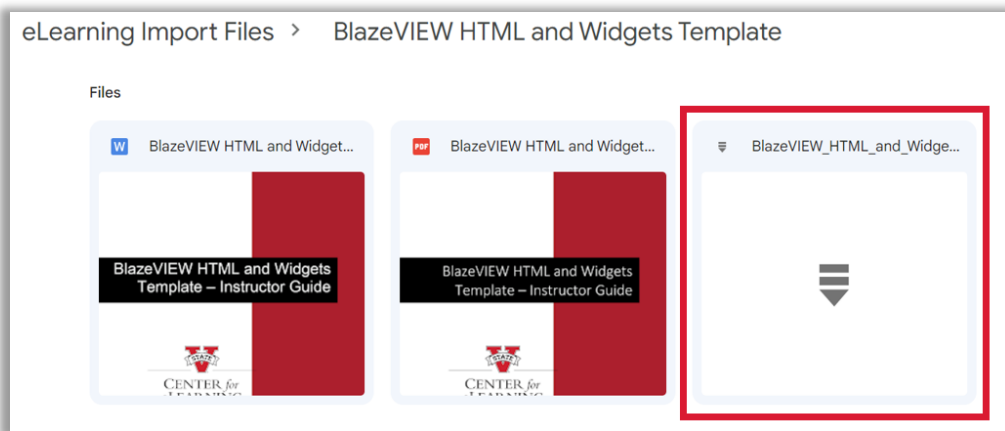 eLearning Import Files > BlazeVIEW HTML and Widgets Template
Files
W BlazeVIEW HTML and Widget...
PDF BlazeVIEW HTML and Widget...
BlazeVIEW_HTML_and_Widge...
BlazeVIEW HTML and Widgets
Template – Instructor Guide
STATE
V
CENTER for
eLEARNING
BlazeVIEW HTML and Widgets
Template – Instructor Guide
STATE
V
CENTER for
eLEARNING